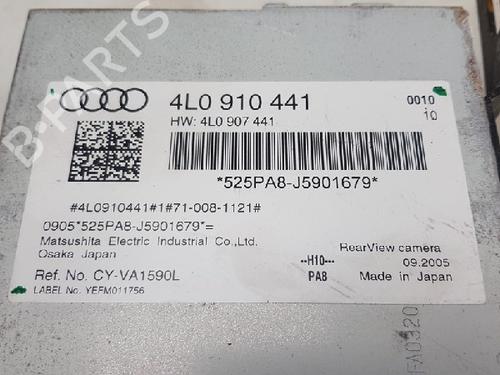 B-PARTS
4L0 910 441
0010
HW: 4L0 907 441
10
*525PA8-J5901679*
#4L0910441#1#71-008-1121#
0905*525PA8-J5901679*=
Matsushita Electric Industrial Co.,Ltd.
Osaka Japan
RearView camera
--H10---
09.2005
Ref. No. CY-VA1590L
PA8
Made in Japan
LABEL No. YEFM011756
FA0320